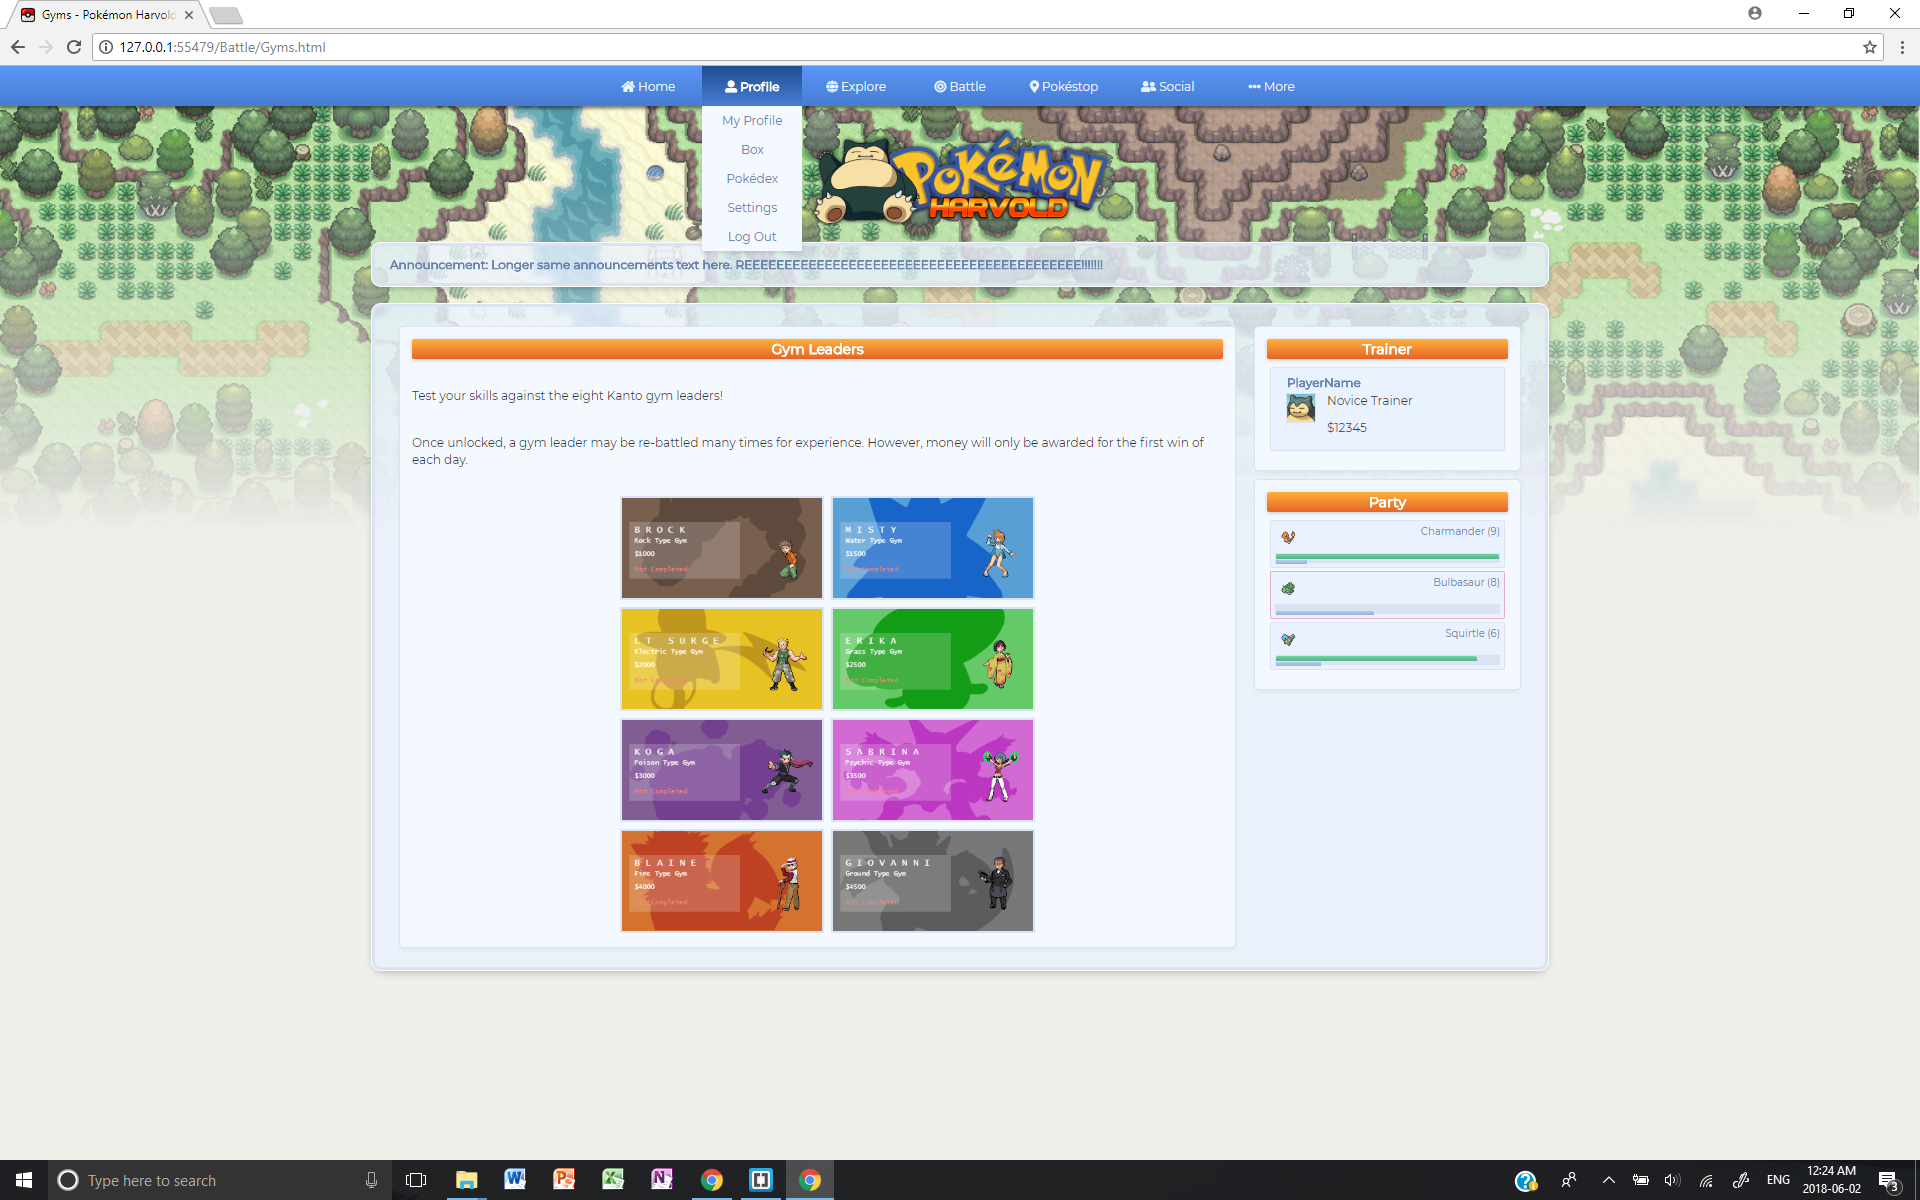 Gyms - Pokémon Harvold
127.0.0.1:55479/Battle/Gyms.html
Home
Profile
Explore
Battle
Pokéstop
Social
More
My Profile
Box
Pokédex
Settings
Log Out
POKéMON
HARVOLD
Announcement: Longer same announcements text here. REEEEEEEEEEEEEEEEEEEEEEEEEEEEEEEEEEEEEEEEEE!!!!!!!
Gym Leaders
Test your skills against the eight Kanto gym leaders!
Once unlocked, a gym leader may be re-battled many times for experience. However, money will only be awarded for the first win of
each day.
BROCK
Rock Type Gym
$1000
Not Completed
MISTY
Water Type Gym
$1500
Not Completed
LT SURGE
Electric Type Gym
$2000
Not Completed
ERIKA
Grass Type Gym
$2500
Not Completed
KOGA
Poison Type Gym
$3000
Not Completed
SABRINA
Psychic Type Gym
$3500
Not Completed
BLAINE
Fire Type Gym
$4000
Not Completed
GIOVANNI
Ground Type Gym
$4500
Not Completed
Trainer
PlayerName
Novice Trainer
$12345
Party
Charmander (9)
Bulbasaur (8)
Squirtle (6)
Type here to search
ENG
12:24 AM
2018-06-02
3